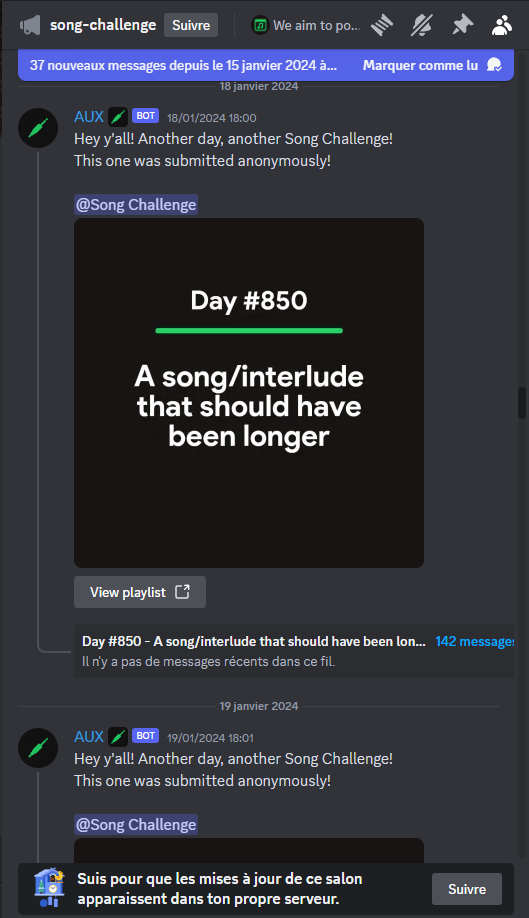 song-challenge Suivre We aim to po...
37 nouveaux messages depuis le 15 janvier 2024 à... Marquer comme lu
18 janvier 2024
AUX BOT 18/01/2024 18:00
Hey y'all! Another day, another Song Challenge!
This one was submitted anonymously!
@Song Challenge
Day #850
A song/interlude
that should have
been longer
View playlist
Day #850 - A song/interlude that should have been lon... 142 messages
Il n'y a pas de messages récents dans ce fil.
19 janvier 2024
AUX BOT 19/01/2024 18:01
Hey y'all! Another day, another Song Challenge!
This one was submitted anonymously!
@Song Challenge
Suis pour que les mises à jour de ce salon
apparaissent dans ton propre serveur.
Suivre